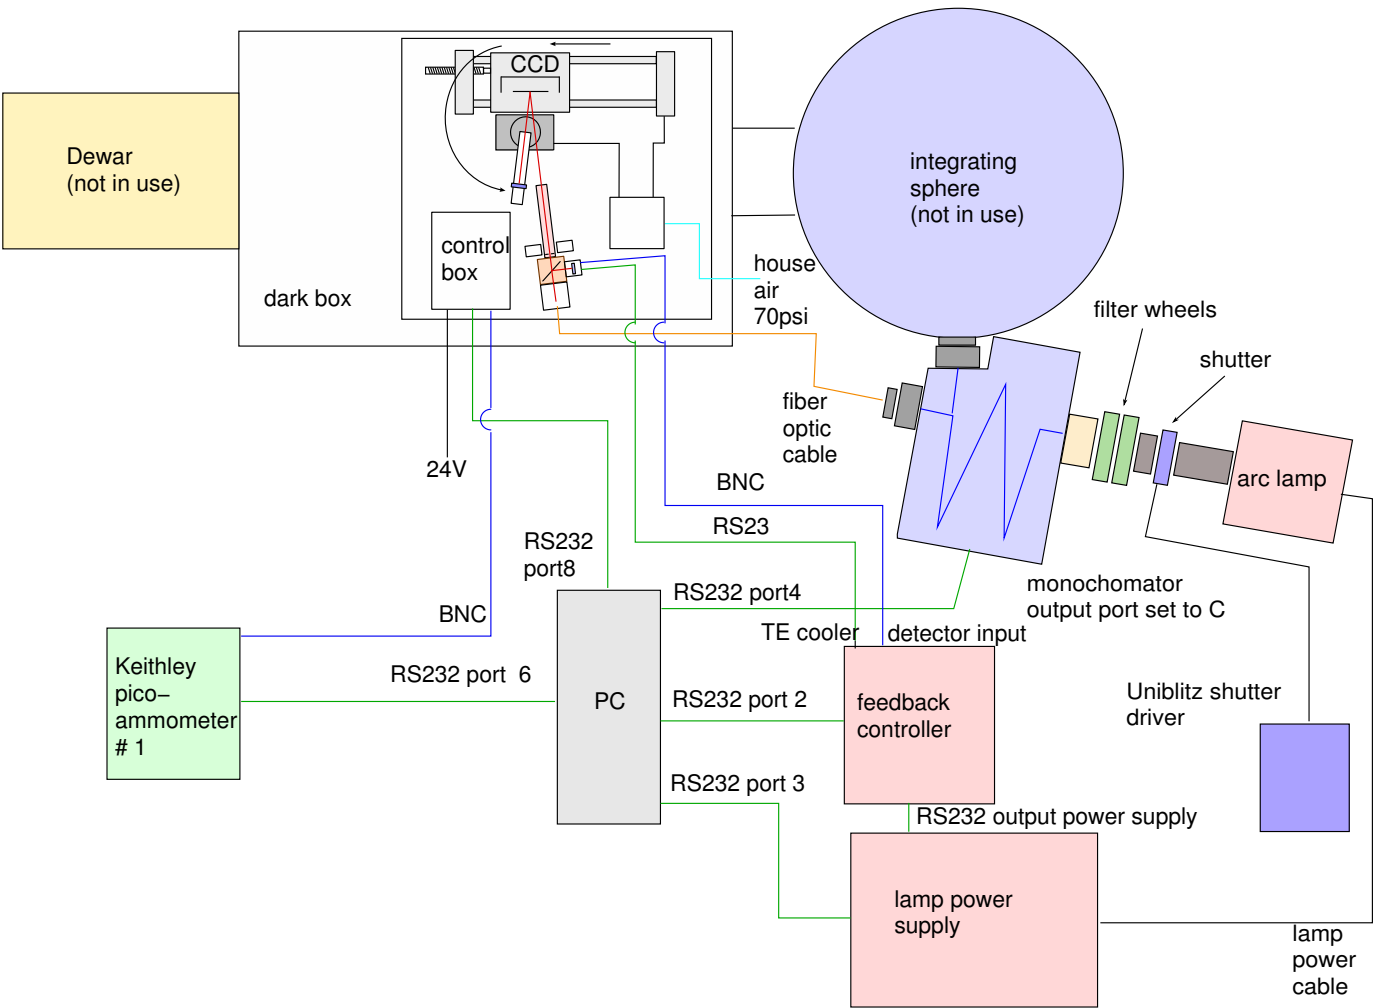 CCD
Dewar
(not in use)
integrating
sphere
(not in use)
control
box
dark box
house
air
70psi
filter wheels
shutter
fiber
optic
cable
24V
arc lamp
BNC
RS23
RS232
port8
monochomator
output port set to C
RS232 port4
BNC
TE cooler
detector input
Keithley
pico–
ammometer
# 1
RS232 port  6
PC
RS232 port 2
feedback
controller
Uniblitz shutter
driver
RS232 port 3
RS232 output power supply
lamp power
supply
lamp
power
cable